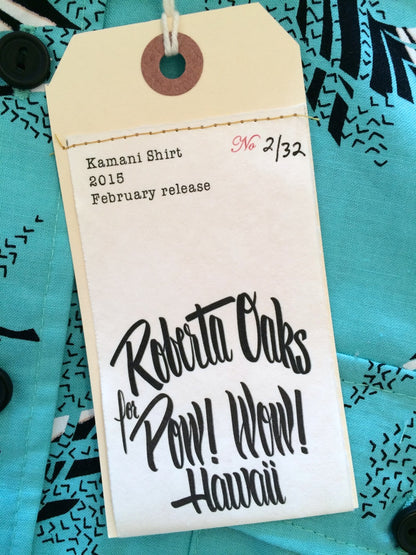 Kamani Shirt
2015
February release
No 2/32
Roberta Oaks
for Pow! Wow!
Hawaii